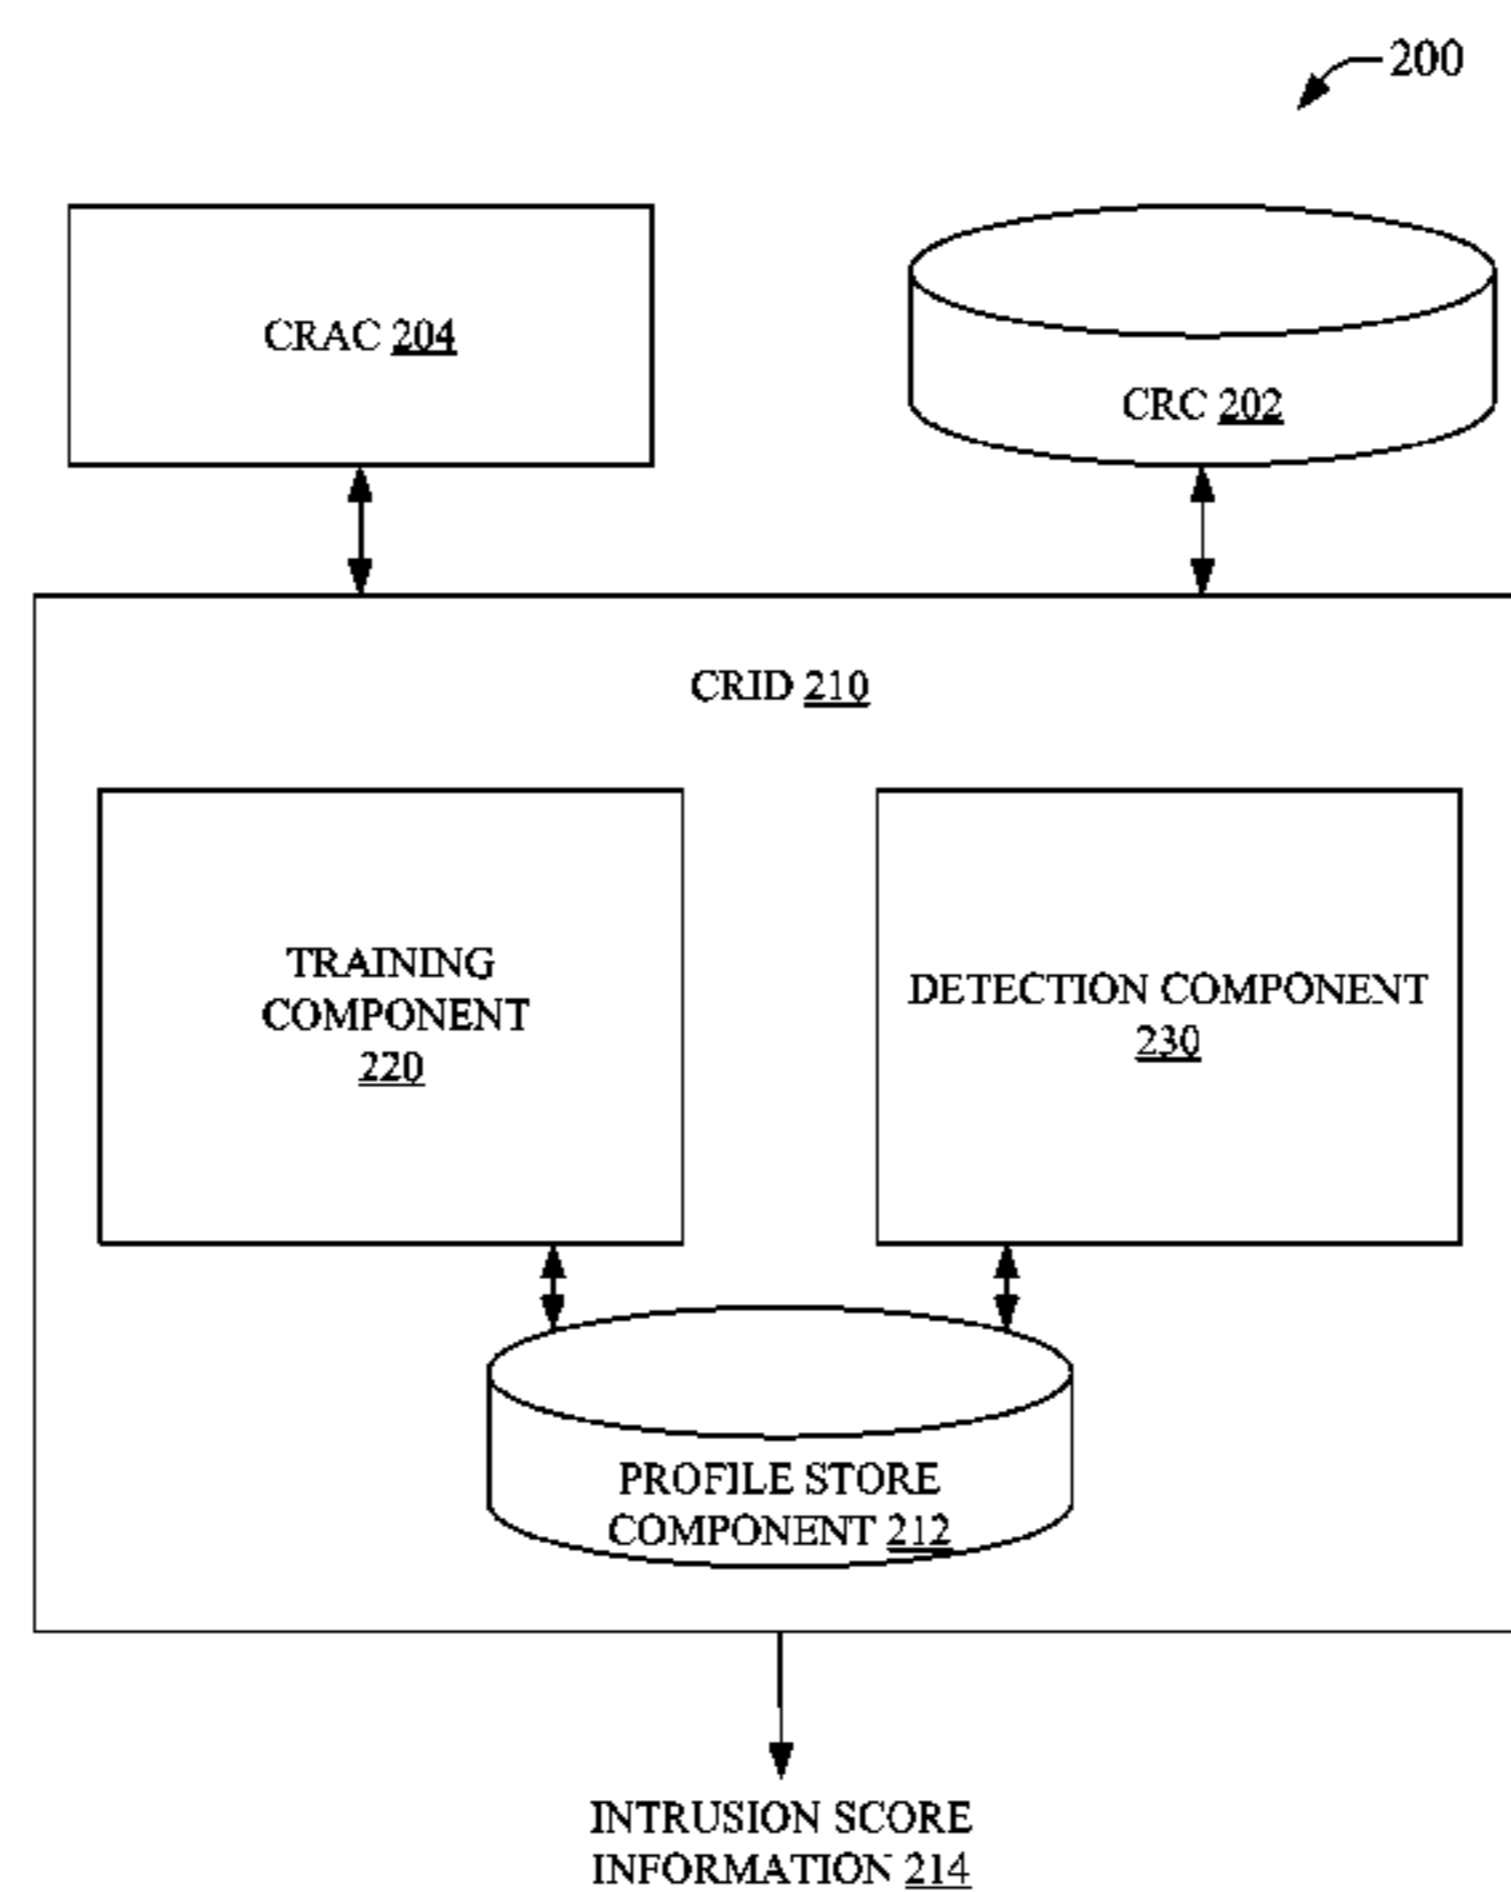 200
CRAC 204
CRC 202
CRID 210
TRAINING
COMPONENT
220
DETECTION COMPONENT
230
PROFILE STORE
COMPONENT 212
INTRUSION SCORE
INFORMATION 214